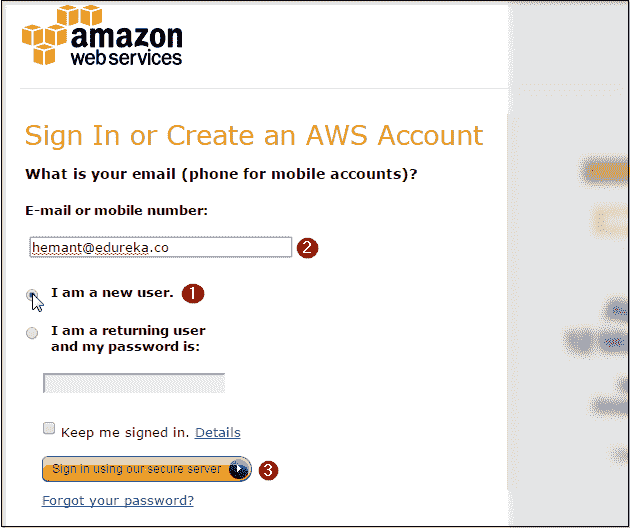 amazon
webservices
Sign In or Create an AWS Account
What is your email (phone for mobile accounts)?
E-mail or mobile number:
hemant@edureka.co
2
I am a new user.
1
I am a returning user
and my password is:
Keep me signed in. Details
Sign in using our secure server
3
Forgot your password?